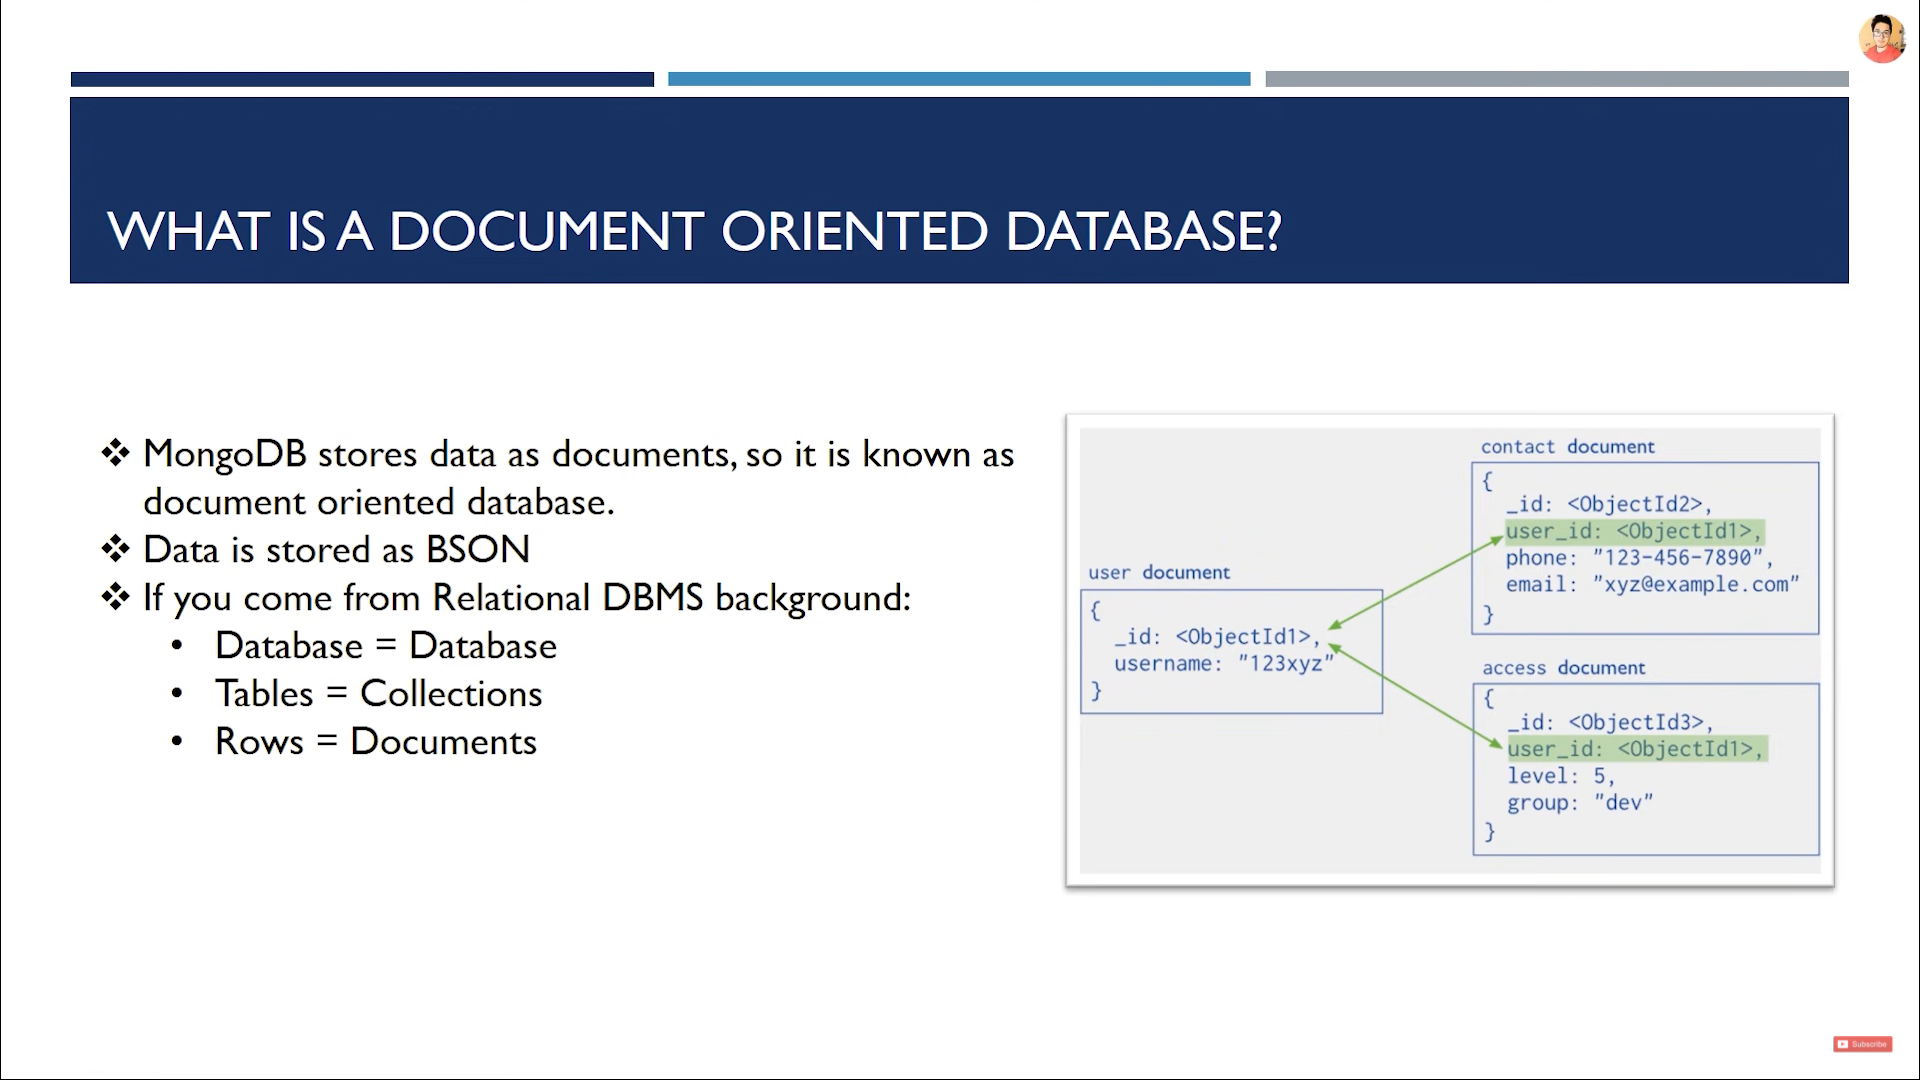 WHAT IS A DOCUMENT ORIENTED DATABASE?
❖ MongoDB stores data as documents, so it is known as
document oriented database.
❖ Data is stored as BSON
❖ If you come from Relational DBMS background:
• Database = Database
• Tables = Collections
• Rows = Documents
user document
{
_id: <ObjectId1>,
username: "123xyz"
}
contact document
{
_id: <ObjectId2>,
user_id: <ObjectId1>,
phone: "123-456-7890",
email: "xyz@example.com"
}
access document
{
_id: <ObjectId3>,
user_id: <ObjectId1>,
level: 5,
group: "dev"
}
Subscribe